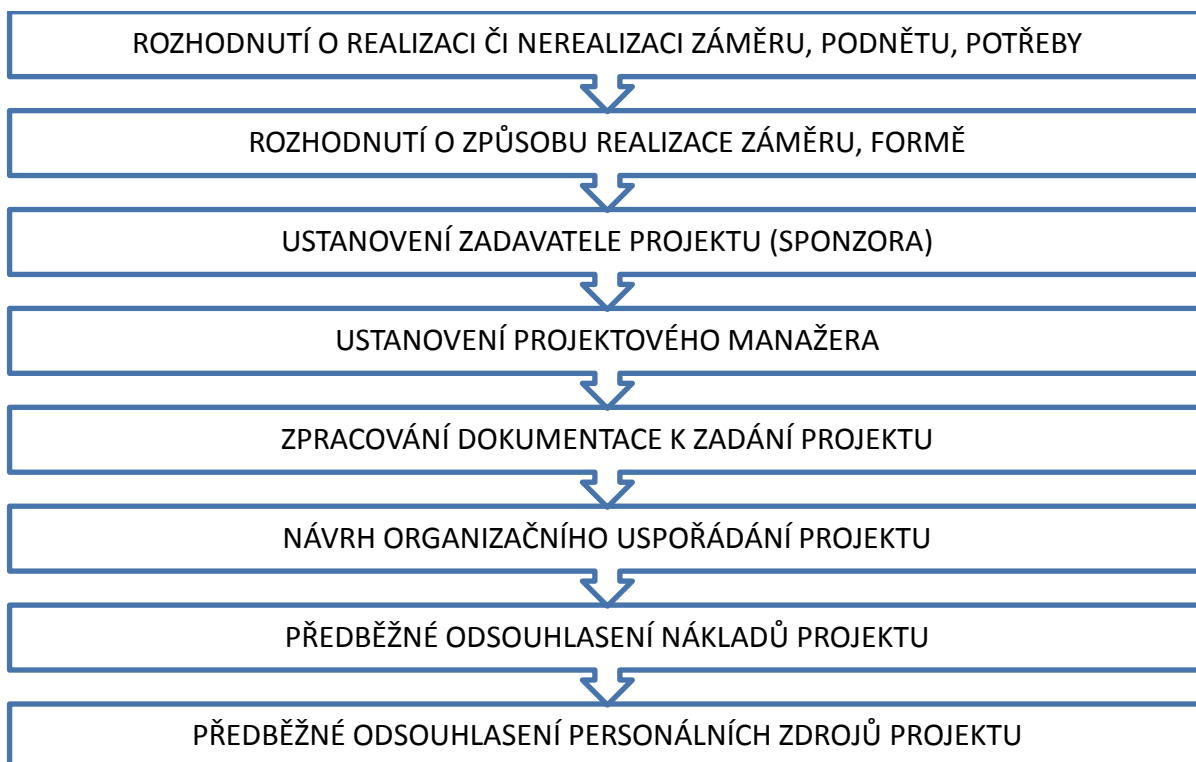 ROZHODNUTÍ O REALIZACI ČI NEREALIZACI ZÁMĚRU, PODNĚTU, POTŘEBY
ROZHODNUTÍ O ZPŮSOBU REALIZACE ZÁMĚRU, FORMĚ
USTANOVENÍ ZADAVATELE PROJEKTU (SPONZORA)
USTANOVENÍ PROJEKTOVÉHO MANAŽERA
ZPRACOVÁNÍ DOKUMENTACE K ZADÁNÍ PROJEKTU
NÁVRH ORGANIZAČNÍHO USPOŘÁDÁNÍ PROJEKTU
PŘEDBĚŽNÉ ODSOUHLASENÍ NÁKLADŮ PROJEKTU
PŘEDBĚŽNÉ ODSOUHLASENÍ PERSONÁLNÍCH ZDROJŮ PROJEKTU